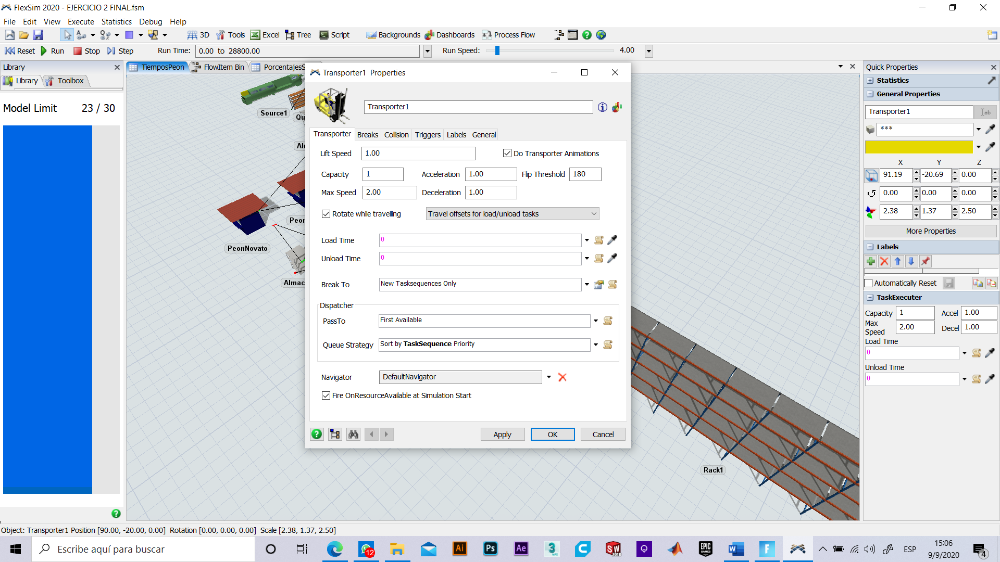 FlexSim 2020 - EJERCICIO 2 FINAL.fsm
File Edit View Execute Statistics Debug Help
3D Tools Excel Tree Script Backgrounds Dashboards Process Flow
Reset Run Stop Step Run Time: 0.00 to 28800.00 Run Speed: 4.00
Library
Library Toolbox
Model Limit 23 / 30
TiemposPeon FlowItem Bin PorcentajesS
Source1
Qu
Al
Peon
PeonNovato
Almac
Rack1
Transporter1 Properties
Transporter1
Transporter Breaks Collision Triggers Labels General
Lift Speed 1.00 Do Transporter Animations
Capacity 1 Acceleration 1.00 Flip Threshold 180
Max Speed 2.00 Deceleration 1.00
Rotate while travelling Travel offsets for load/unload tasks
Load Time 0
Unload Time 0
Break To New Tasksequences Only
Dispatcher
PassTo First Available
Queue Strategy Sort by TaskSequence Priority
Navigator DefaultNavigator
Fire OnResourceAvailable at Simulation Start
Apply OK Cancel
Quick Properties
Statistics
General Properties
Transporter1
***
X Y Z
91.19 -20.69 0.00
0.00 0.00 0.00
2.38 1.37 2.50
More Properties
Labels
Automatically Reset
TaskExecuter
Capacity 1 Accel 1.00
Max Speed 2.00 Decel 1.00
Load Time
0
Unload Time
0
Object: Transporter1 Position [90.00, -20.00, 0.00] Rotation [0.00, 0.00, 0.00] Scale [2.38, 1.37, 2.50]
Escribe aquí para buscar
12
Ai Ps Ae 3 MAX C SW 2018 EPIC GAMES W F
ESP
15:06
9/9/2020
4